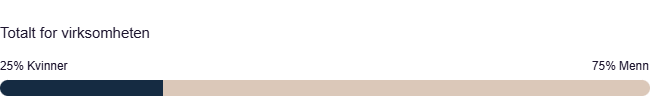 Totalt for virksomheten
25% Kvinner
75% Menn